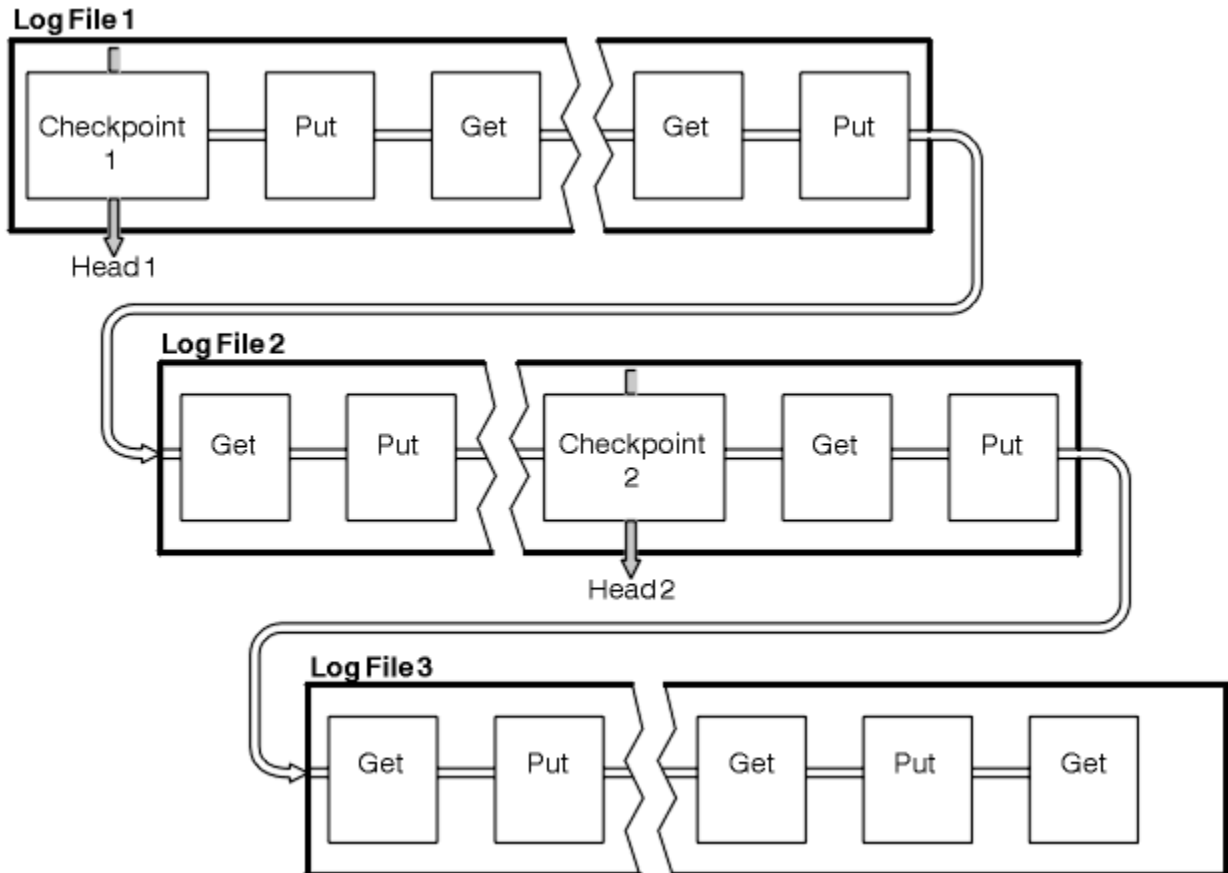 Log File 1
Checkpoint
1
Put
Get
Get
Put
Head 1
Log File 2
Get
Put
Checkpoint
2
Get
Put
Head 2
Log File 3
Get
Put
Get
Put
Get